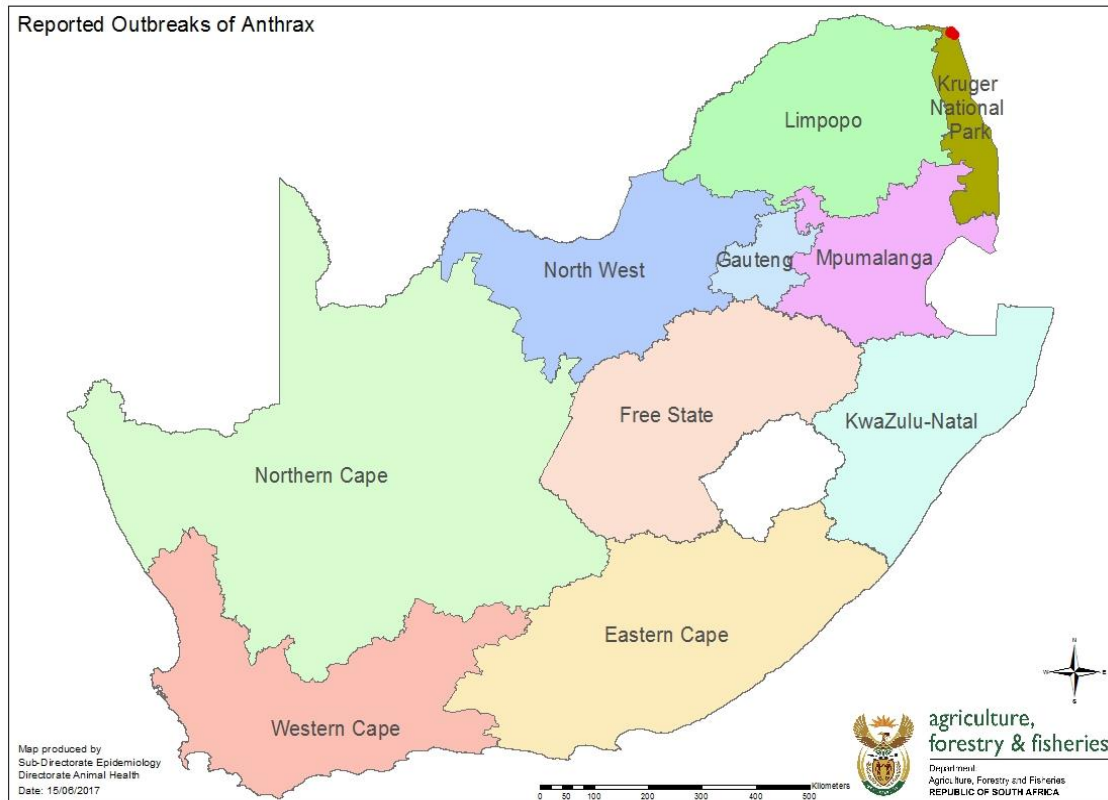 Reported Outbreaks of Anthrax
Kruger
National
Park
Limpopo
North West
Gauteng
Mpumalanga
Free State
KwaZulu-Natal
Northern Cape
Eastern Cape
Western Cape
N
W
E
S
Map produced by
Sub-Directorate Epidemiology
Directorate Animal Health
Date: 15/06/2017
Kilometers
0 50 100 200 300 400 500
agriculture,
forestry & fisheries
Department:
Agriculture, Forestry and Fisheries
REPUBLIC OF SOUTH AFRICA